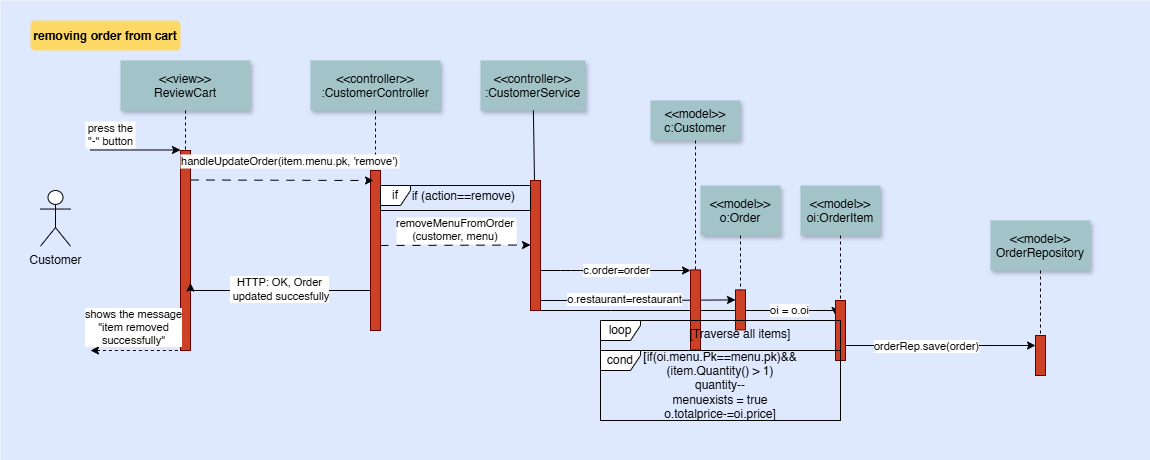 removing order from cart
<<view>>
ReviewCart
<<controller>>
:CustomerController
<<controller>>
:CustomerService
<<model>>
c:Customer
<<model>>
o:Order
<<model>>
oi:OrderItem
<<model>>
OrderRepository
press the
"-" button
handleUpdateOrder(item.menu.pk, 'remove')
if
if (action==remove)
removeMenuFromOrder
(customer, menu)
Customer
c.order=order
HTTP: OK, Order
updated succesfully
o.restaurant=restaurant
oi = o.oi
shows the message
"item removed
successfully"
loop
[Traverse all items]
orderRep.save(order)
cond
[if(oi.menu.Pk==menu.pk)&&
(item.Quantity() > 1)
quantity--
menuexists = true
o.totalprice-=oi.price]